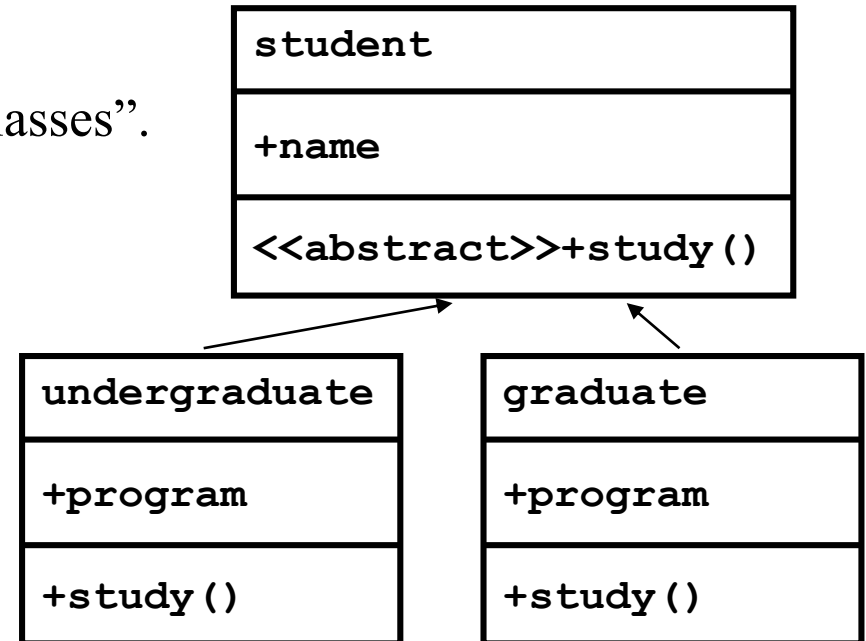 student
asses”.
+name
<<abstract>>+study()
undergraduate
graduate
+program
+program
+study()
+study()